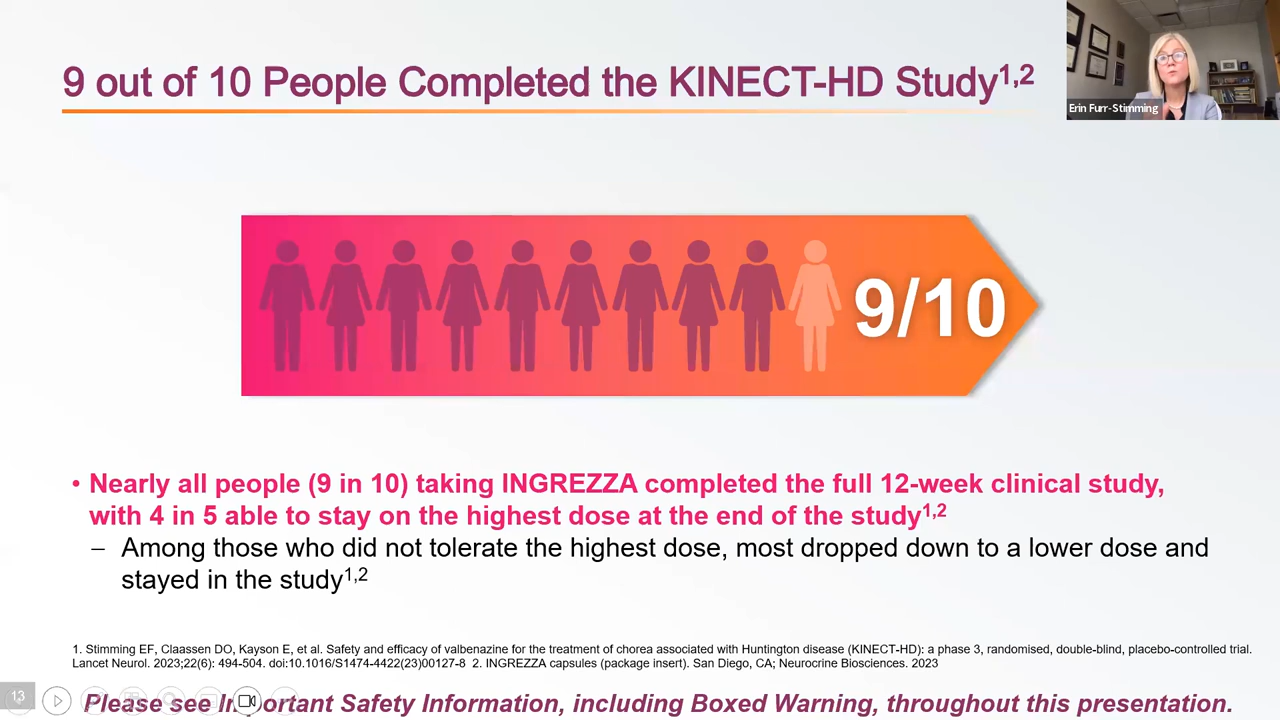 9 out of 10 People Completed the KINECT-HD Study1,2
Erin Furr-Stimming
9/10
• Nearly all people (9 in 10) taking INGREZZA completed the full 12-week clinical study,
with 4 in 5 able to stay on the highest dose at the end of the study1,2
– Among those who did not tolerate the highest dose, most dropped down to a lower dose and
stayed in the study1,2
1. Stimming EF, Claassen DO, Kayson E, et al. Safety and efficacy of valbenazine for the treatment of chorea associated with Huntington disease (KINECT-HD): a phase 3, randomised, double-blind, placebo-controlled trial.
Lancet Neurol. 2023;22(6): 494-504. doi:10.1016/S1474-4422(23)00127-8 2. INGREZZA capsules (package insert). San Diego, CA; Neurocrine Biosciences. 2023
13
Please see Important Safety Information, including Boxed Warning, throughout this presentation.